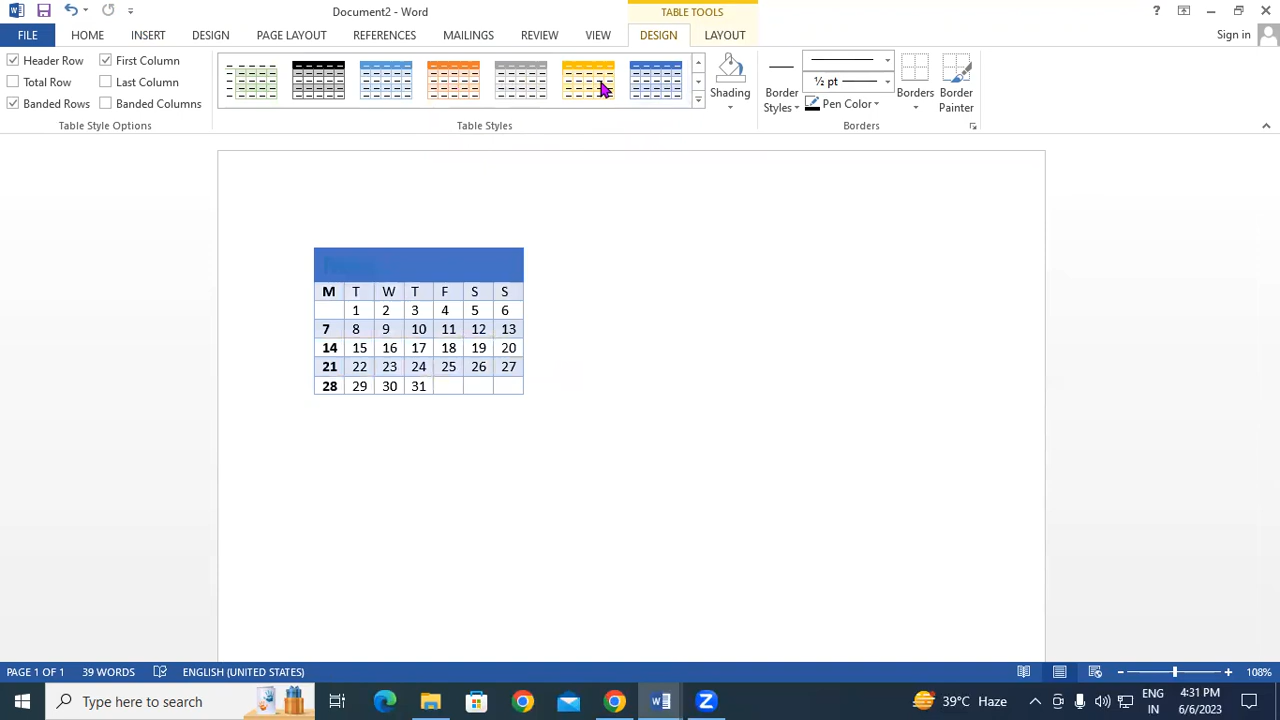 Document2 - Word
TABLE TOOLS
?
FILE
HOME
INSERT
DESIGN
PAGE LAYOUT
REFERENCES
MAILINGS
REVIEW
VIEW
DESIGN
LAYOUT
Sign in
Header Row
First Column
Total Row
Last Column
Banded Rows
Banded Columns
Table Style Options
Table Styles
Shading
Border Styles
½ pt
Pen Color
Borders
Border Painter
Borders
M T W T F S S
1 2 3 4 5 6
7 8 9 10 11 12 13
14 15 16 17 18 19 20
21 22 23 24 25 26 27
28 29 30 31
PAGE 1 OF 1
39 WORDS
ENGLISH (UNITED STATES)
108%
Type here to search
39°C Haze
ENG
IN
4:31 PM
6/6/2023